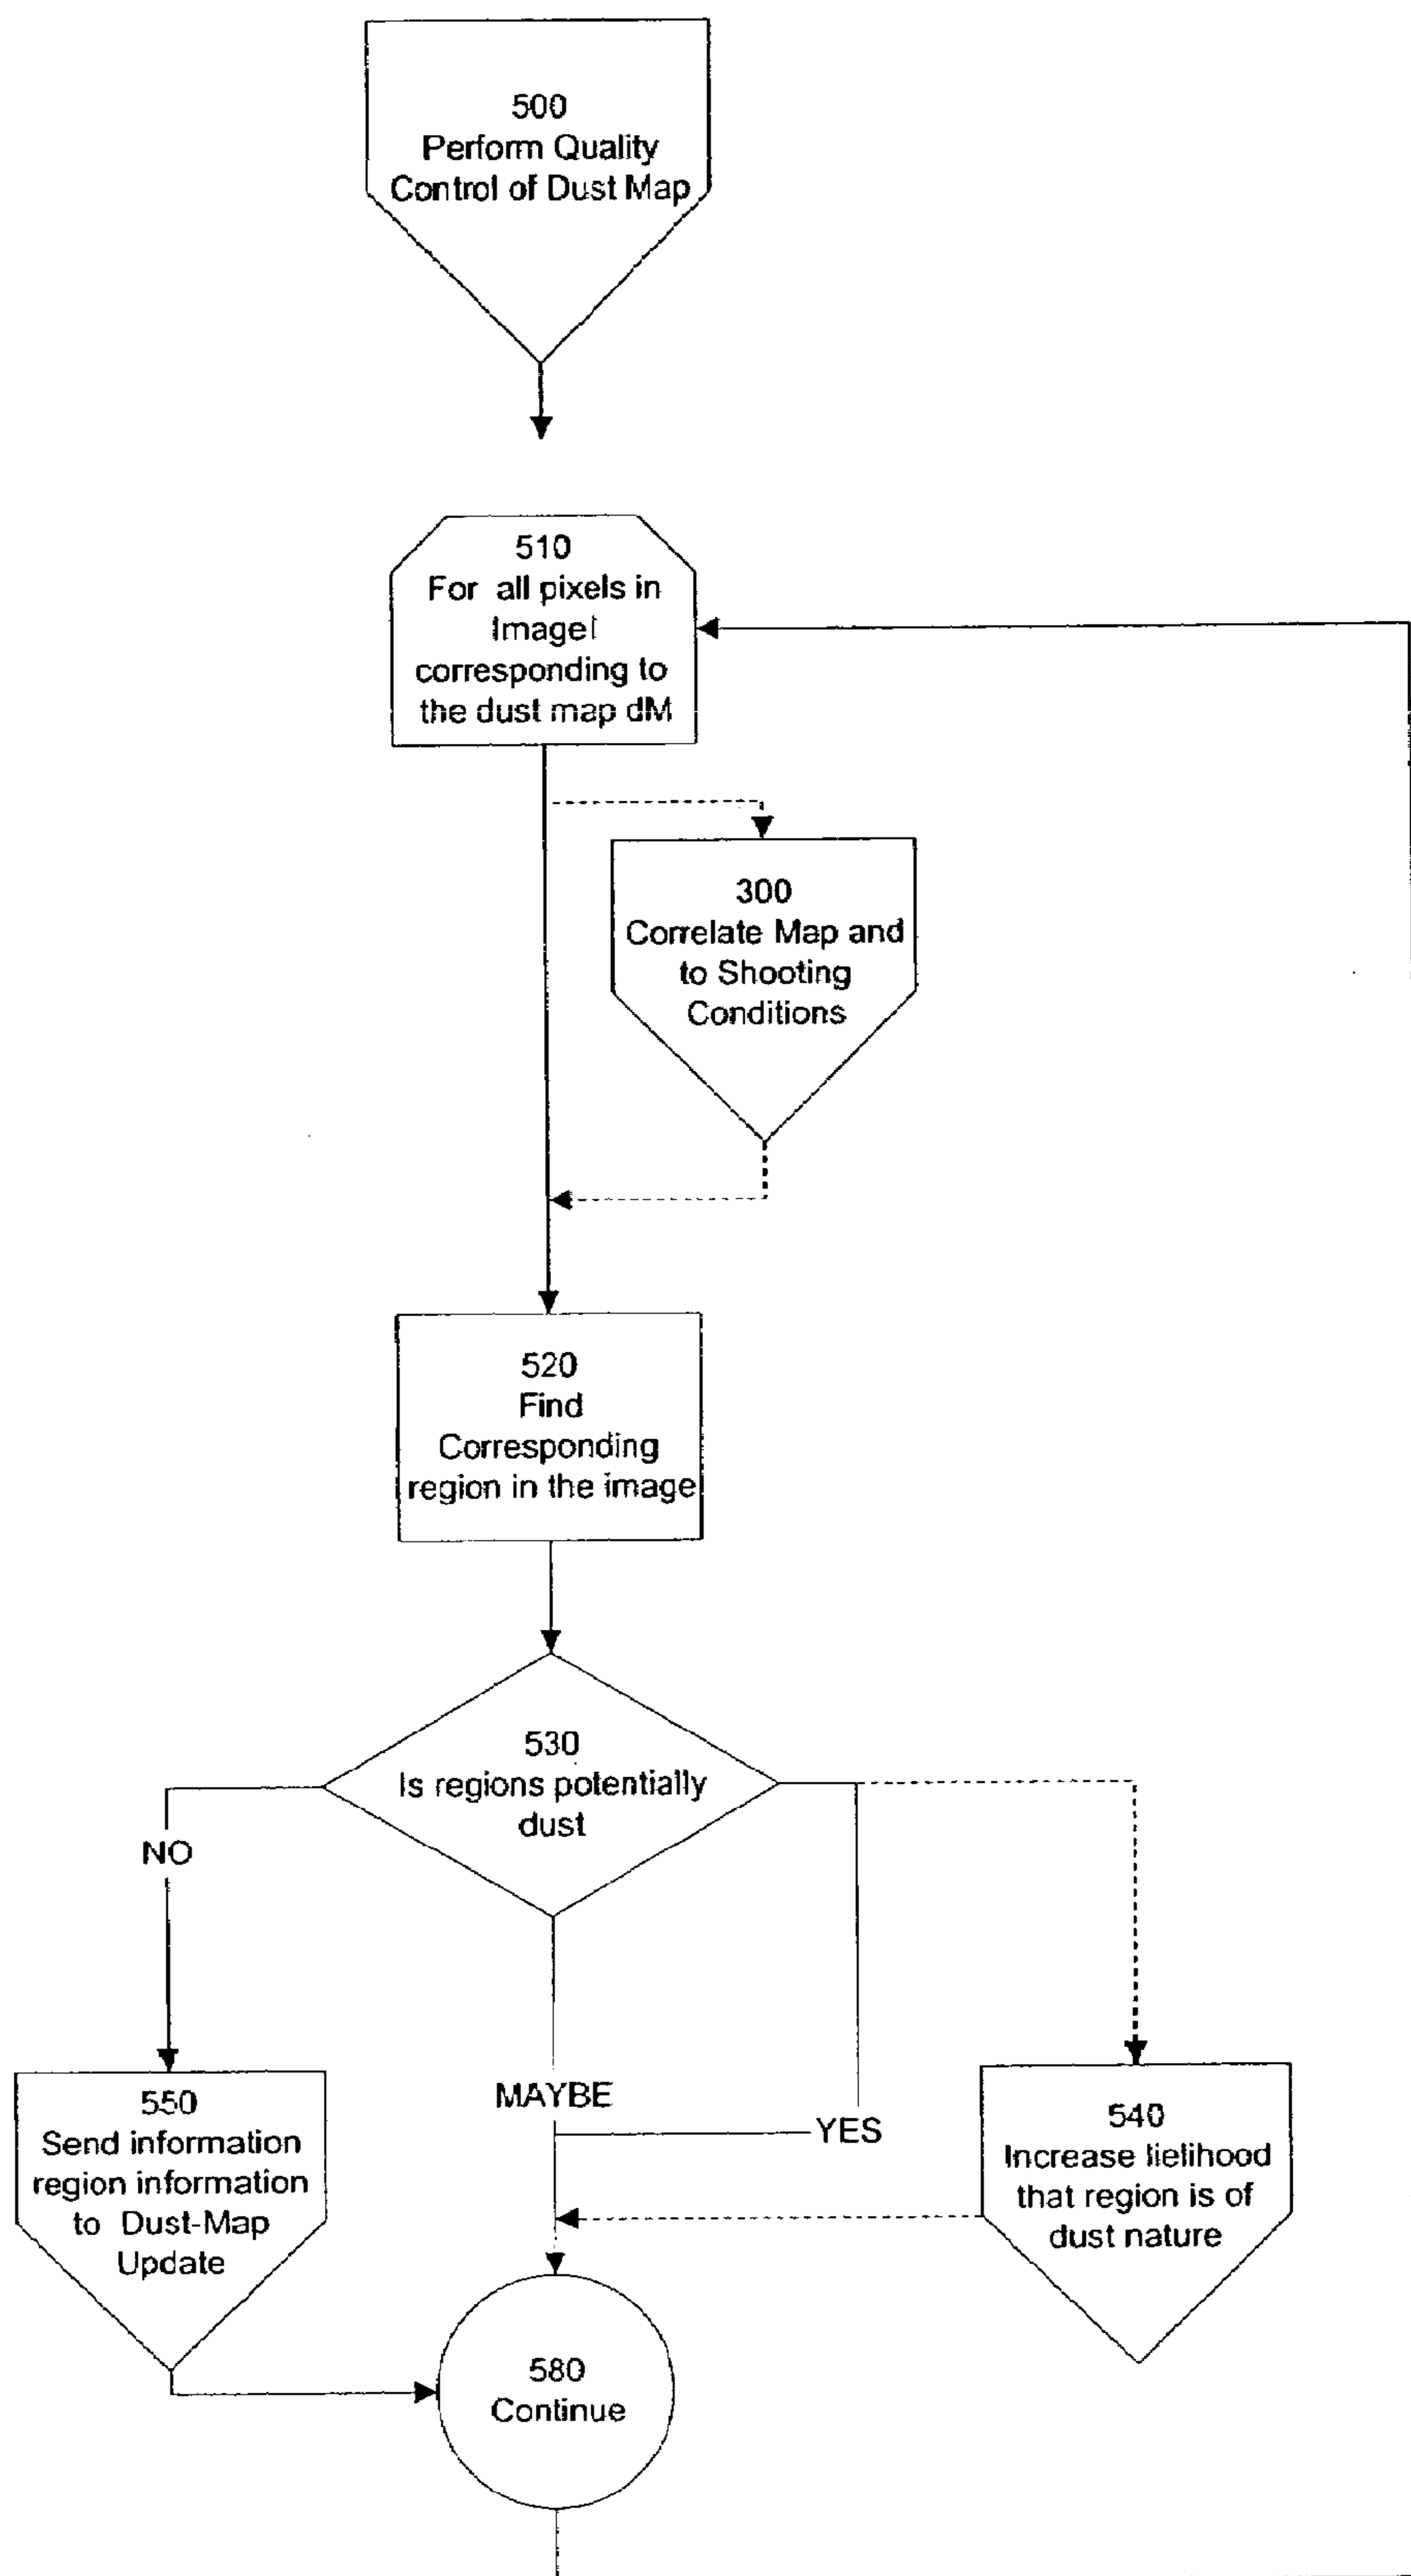 500
Perform Quality
Control of Dust Map
510
For all pixels in
ImageI
corresponding to
the dust map dM
300
Correlate Map and
to Shooting
Conditions
520
Find
Corresponding
region in the image
530
Is regions potentially
dust
NO
MAYBE
YES
550
Send information
region information
to Dust-Map
Update
540
Increase lielihood
that region is of
dust nature
580
Continue